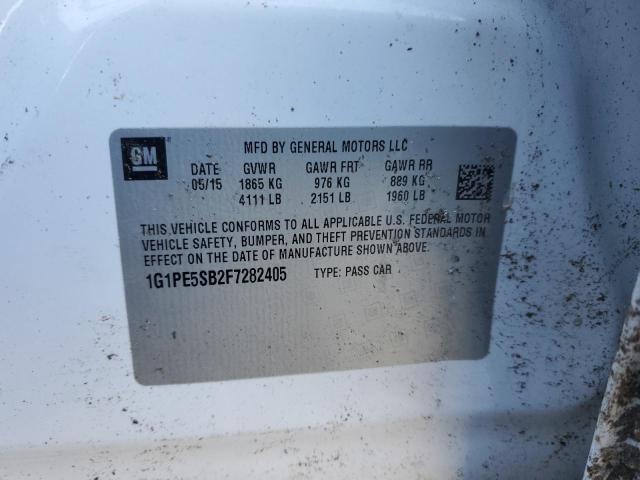 GM
MFD BY GENERAL MOTORS LLC
DATE GVWR GAWR FRT GAWR RR
05/15 1865 KG 976 KG 889 KG
4111 LB 2151 LB 1960 LB
THIS VEHICLE CONFORMS TO ALL APPLICABLE U.S. FEDERAL MOTOR
VEHICLE SAFETY, BUMPER, AND THEFT PREVENTION STANDARDS IN
EFFECT ON THE DATE OF MANUFACTURE SHOWN ABOVE.
1G1PE5SB2F7282405 TYPE: PASS CAR